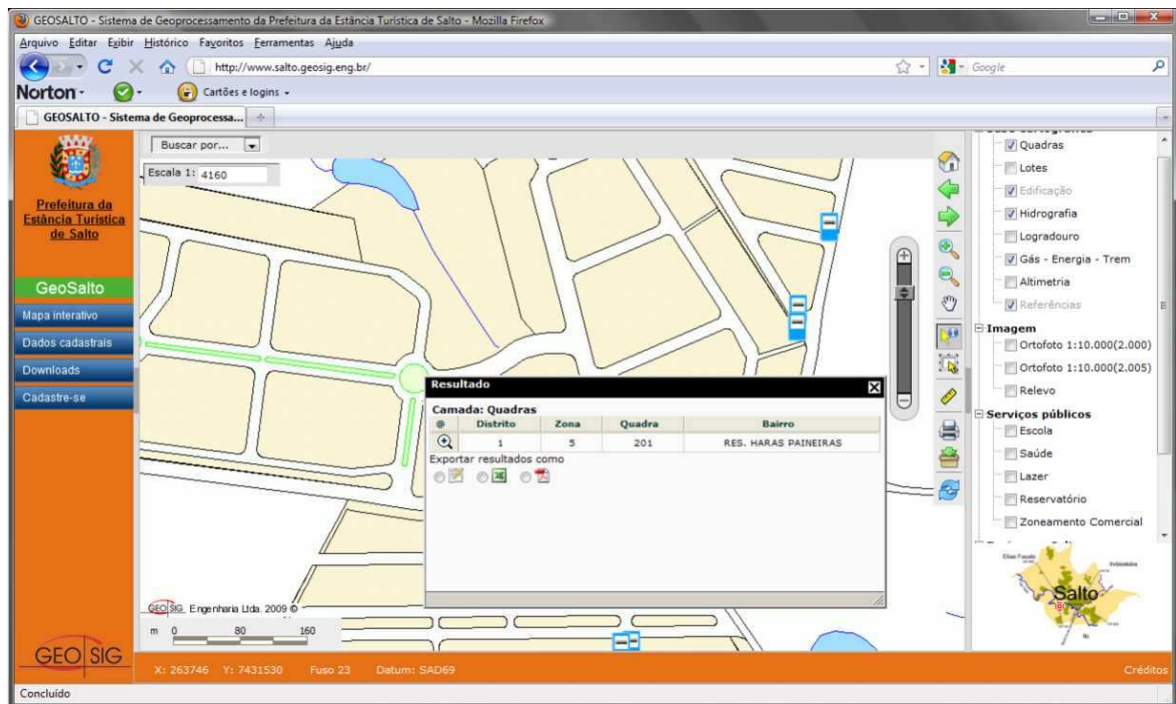 GEOSALTO - Sistema de Geoprocessamento da Prefeitura da Estância Turística de Salto - Mozilla Firefox
Arquivo Editar Exibir Histórico Favoritos Ferramentas Ajuda
http://www.salto.geosig.eng.br/
Google
Norton
Cartões e logins
GEOSALTO - Sistema de Geoprocessa...
Prefeitura da
Estância Turística
de Salto
GeoSalto
Mapa interativo
Dados cadastrais
Downloads
Cadastre-se
GEO SIG
Buscar por...
Escala 1: 4160
Resultado
Camada: Quadras
@ Distrito Zona Quadra Bairro
1 5 201 RES. HARAS PAINEIRAS
Exportar resultados como
GEO SIG Engenharia Ltda. 2009 ©
m 0 80 160
X: 263746 Y: 7431530 Fuso 23 Datum: SAD69
Créditos
Quadras
Lotes
Edificação
Hidrografia
Logradouro
Gás - Energia - Trem
Altimetria
Referências
Imagem
Ortofoto 1:10.000(2.000)
Ortofoto 1:10.000(2.005)
Relevo
Serviços públicos
Escola
Saúde
Lazer
Reservatório
Zoneamento Comercial
Salto
Concluído